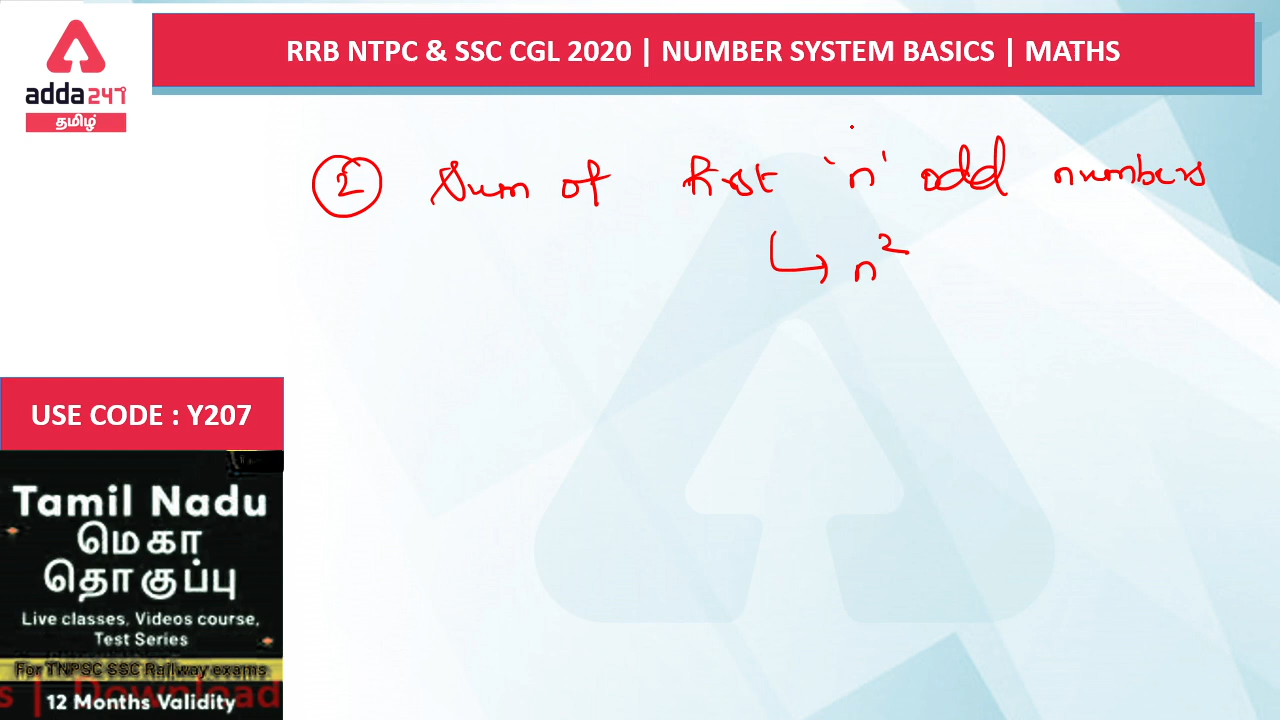 RRB NTPC & SSC CGL 2020 | NUMBER SYSTEM BASICS | MATHS
adda247
தமிழ்
2 Sum of first 'n' odd numbers
↳ n²
USE CODE : Y207
Tamil Nadu
மெகா
தொகுப்பு
Live classes, Videos course,
Test Series
For TNPSC SSC Railway exams
s | Download
12 Months Validity